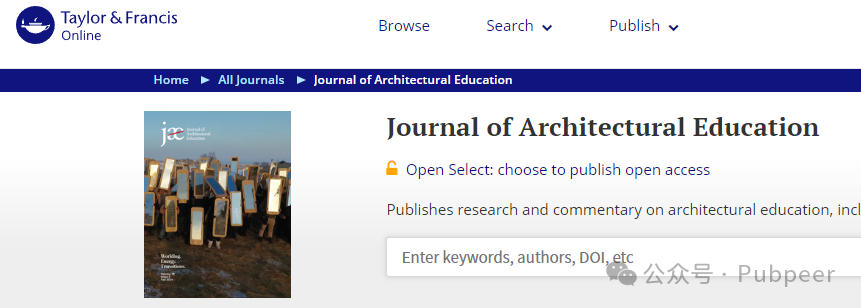 Taylor & Francis
Online
Browse
Search
Publish
Home
All Journals
Journal of Architectural Education
jae
Journal of
Architectural
Education
Worlding.
Energy.
Transitions.
Journal of Architectural Education
Open Select: choose to publish open access
Publishes research and commentary on architectural education, incl
Enter keywords, authors, DOI, etc
公众号 · Pubpeer